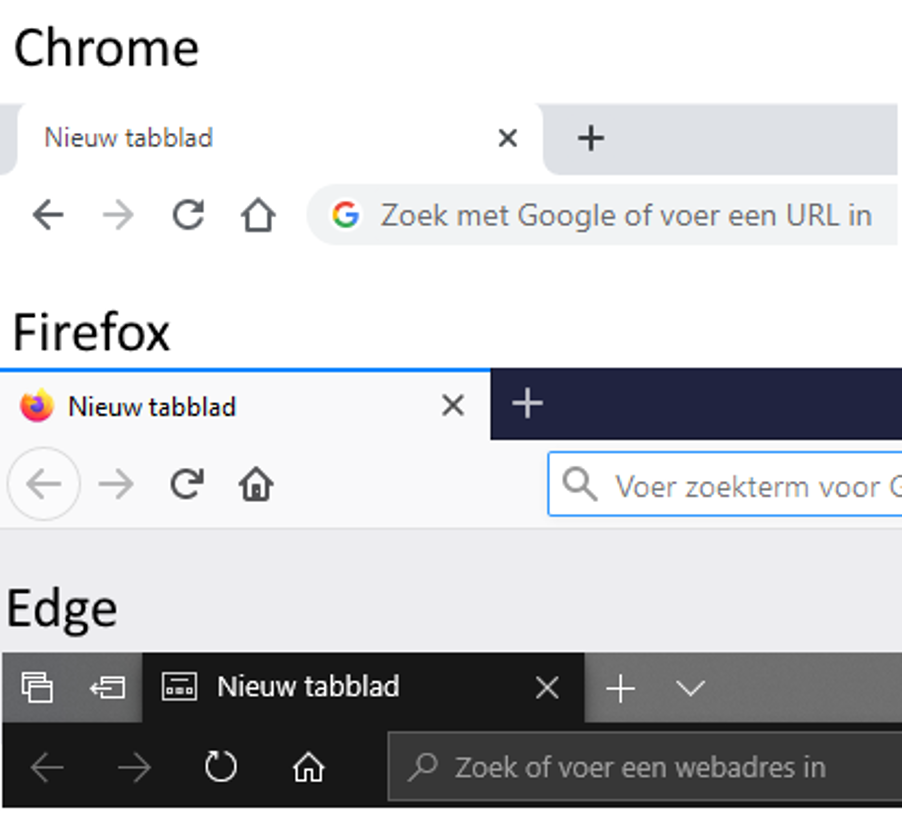 Chrome
Nieuw tabblad
Zoek met Google of voer een URL in
Firefox
Nieuw tabblad
Voer zoekterm voor G
Edge
Nieuw tabblad
Zoek of voer een webadres in